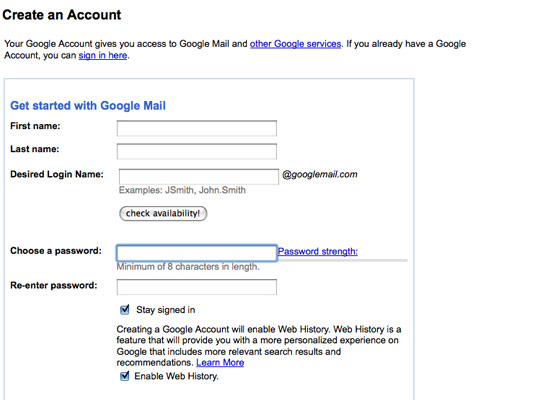 Create an Account
Your Google Account gives you access to Google Mail and other Google services. If you already have a Google
Account, you can sign in here.
Get started with Google Mail
First name:
Last name:
Desired Login Name: @googlemail.com
Examples: JSmith, John.Smith
check availability!
Choose a password: Password strength:
Minimum of 8 characters in length.
Re-enter password:
Stay signed in
Creating a Google Account will enable Web History. Web History is a
feature that will provide you with a more personalized experience on
Google that includes more relevant search results and
recommendations. Learn More
Enable Web History.